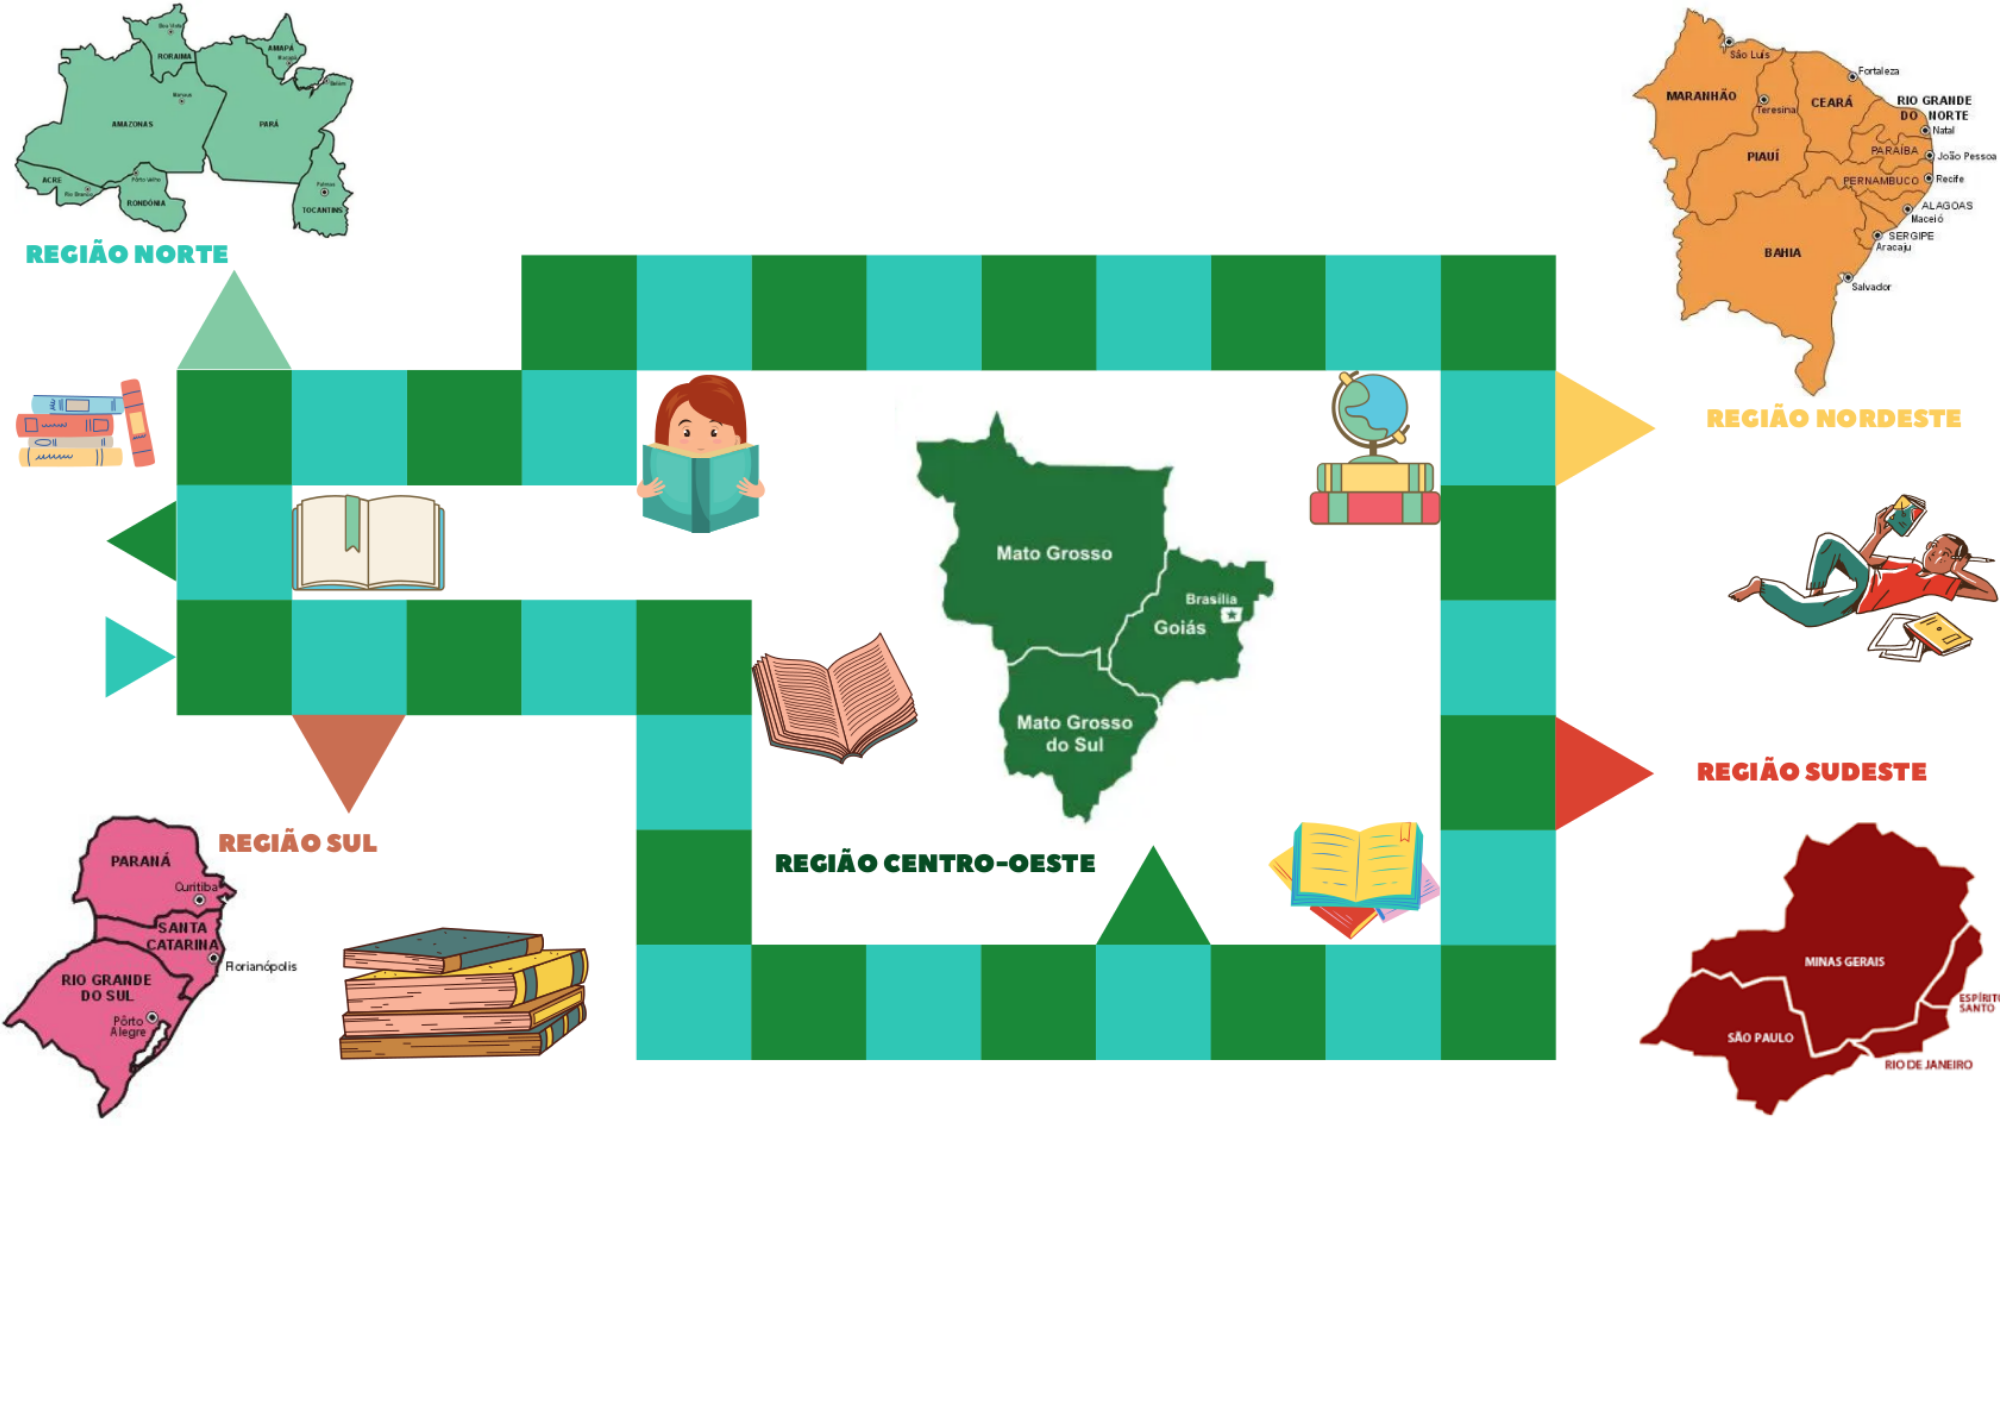 Boa Vista
RORAIMA
AMAPÁ
Macapá
Belém
Manaus
AMAZONAS
PARÁ
ACRE
Rio Branco
Pôrto Velho
RONDÔNIA
Palmas
TOCANTINS
REGIÃO NORTE
São Luís
Fortaleza
MARANHÃO
Teresina
CEARÁ
RIO GRANDE
DO NORTE
Natal
PIAUÍ
PARAÍBA
João Pessoa
PERNAMBUCO
Recife
ALAGOAS
Maceió
SERGIPE
Aracaju
BAHIA
Salvador
REGIÃO NORDESTE
Mato Grosso
Brasília
Goiás
Mato Grosso
do Sul
REGIÃO CENTRO-OESTE
REGIÃO SUDESTE
MINAS GERAIS
ESPÍRITO
SANTO
SÃO PAULO
RIO DE JANEIRO
REGIÃO SUL
PARANÁ
Curitiba
SANTA
CATARINA
Florianópolis
RIO GRANDE
DO SUL
Pôrto
Alegre